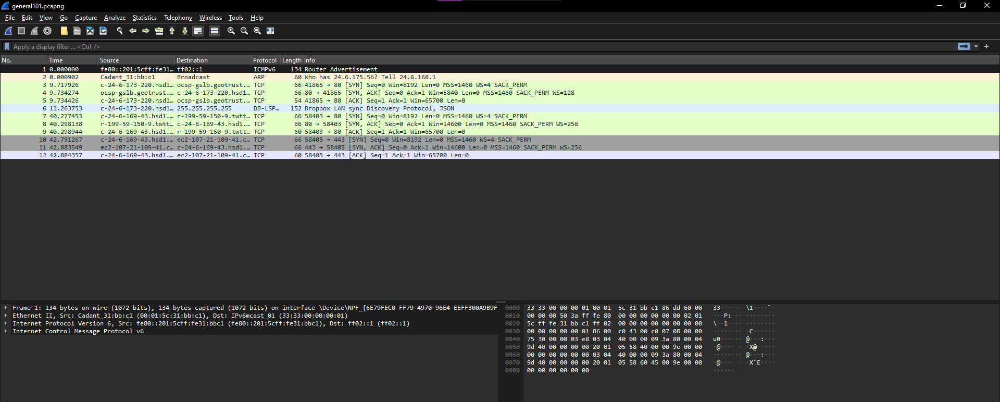 general101.pcapng
File Edit View Go Capture Analyze Statistics Telephony Wireless Tools Help
Apply a display filter ... <Ctrl-/>
No. Time Source Destination Protocol Length Info
1 0.000000 fe80::201:5cff:fe31… ff02::1 ICMPv6 134 Router Advertisement
2 0.000902 Cadant_31:bb:c1 Broadcast ARP 60 Who has 24.6.175.56? Tell 24.6.168.1
3 9.717926 c-24-6-173-220.hsd1… ocsp-gslb.geotrust.… TCP 66 41865 → 80 [SYN] Seq=0 Win=8192 Len=0 MSS=1460 WS=4 SACK_PERM
4 9.734274 ocsp-gslb.geotrust.… c-24-6-173-220.hsd1… TCP 66 80 → 41865 [SYN, ACK] Seq=0 Ack=1 Win=5840 Len=0 MSS=1460 SACK_PERM WS=128
5 9.734426 c-24-6-173-220.hsd1… ocsp-gslb.geotrust.… TCP 54 41865 → 80 [ACK] Seq=1 Ack=1 Win=65700 Len=0
6 11.263753 c-24-6-173-220.hsd1… 255.255.255.255 DB-LSP… 152 Dropbox LAN sync Discovery Protocol, JSON
7 40.277453 c-24-6-169-43.hsd1.… r-199-59-150-9.twtt… TCP 66 58403 → 80 [SYN] Seq=0 Win=8192 Len=0 MSS=1460 WS=4 SACK_PERM
8 40.298138 r-199-59-150-9.twtt… c-24-6-169-43.hsd1.… TCP 66 80 → 58403 [SYN, ACK] Seq=0 Ack=1 Win=14600 Len=0 MSS=1460 SACK_PERM WS=256
9 40.298944 c-24-6-169-43.hsd1.… r-199-59-150-9.twtt… TCP 60 58403 → 80 [ACK] Seq=1 Ack=1 Win=65700 Len=0
10 42.791267 c-24-6-169-43.hsd1.… ec2-107-21-109-41.c… TCP 66 58405 → 443 [SYN] Seq=0 Win=8192 Len=0 MSS=1460 WS=4 SACK_PERM
11 42.883549 ec2-107-21-109-41.c… c-24-6-169-43.hsd1.… TCP 66 443 → 58405 [SYN, ACK] Seq=0 Ack=1 Win=14600 Len=0 MSS=1460 SACK_PERM WS=256
12 42.884357 c-24-6-169-43.hsd1.… ec2-107-21-109-41.c… TCP 60 58405 → 443 [ACK] Seq=1 Ack=1 Win=65700 Len=0
Frame 1: 134 bytes on wire (1072 bits), 134 bytes captured (1072 bits) on interface \Device\NPF_{6E79FEC0-FF79-4970-96E4-EEFF300A9B9F
Ethernet II, Src: Cadant_31:bb:c1 (00:01:5c:31:bb:c1), Dst: IPv6mcast_01 (33:33:00:00:00:01)
Internet Protocol Version 6, Src: fe80::201:5cff:fe31:bbc1 (fe80::201:5cff:fe31:bbc1), Dst: ff02::1 (ff02::1)
Internet Control Message Protocol v6
0000 33 33 00 00 00 01 00 01 5c 31 bb c1 86 dd 60 00 33······ \1····`·
0010 00 00 00 50 3a ff fe 80 00 00 00 00 00 00 02 01 ···P:··· ········
0020 5c ff fe 31 bb c1 ff 02 00 00 00 00 00 00 00 00 \··1···· ········
0030 00 00 00 00 00 01 86 00 c0 43 00 c0 07 08 00 00 ········ ·C······
0040 75 30 00 00 03 e8 03 04 40 00 00 09 3a 80 00 04 u0······ @···:···
0050 9d 40 00 00 00 00 20 01 05 58 40 00 00 9e 00 00 ·@···· · ·X@·····
0060 00 00 00 00 00 00 03 04 40 00 00 09 3a 80 00 04 ········ @···:···
0070 9d 40 00 00 00 00 20 01 05 58 60 45 00 9e 00 00 ·@···· · ·X`E····
0080 00 00 00 00 00 00 ······